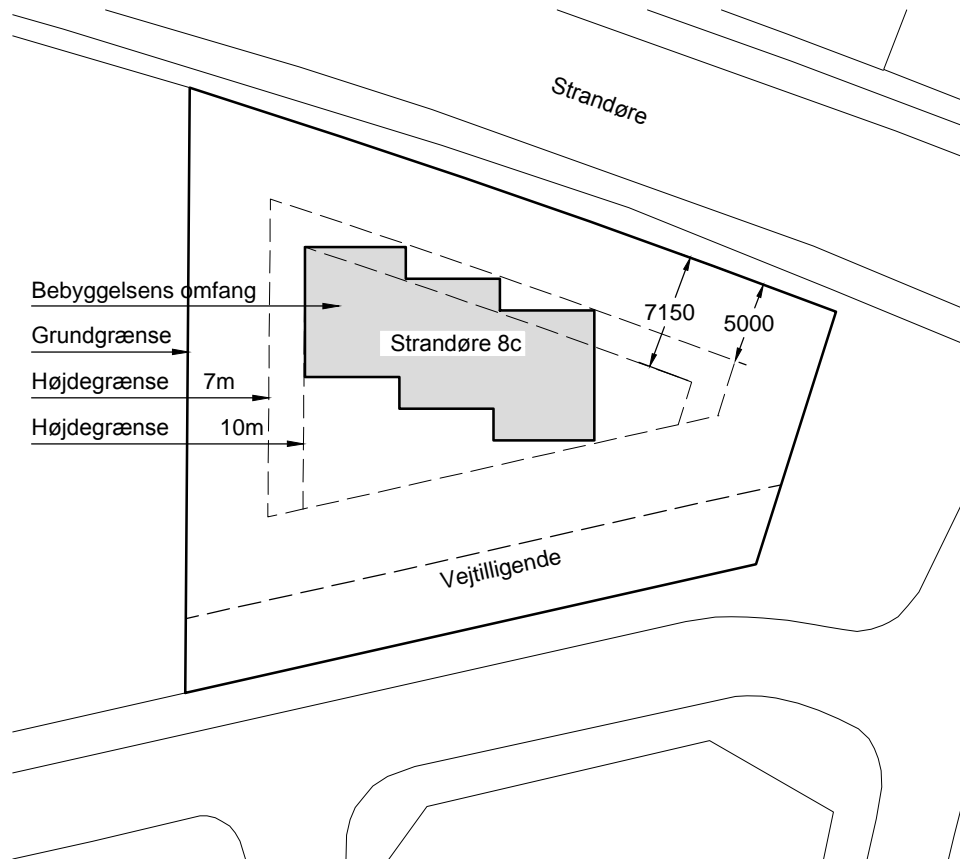 Strandøre
Bebyggelsens omfang
7150
5000
Grundgrænse
Strandøre 8c
Højdegrænse 7m
Højdegrænse 10m
Vejtilligende